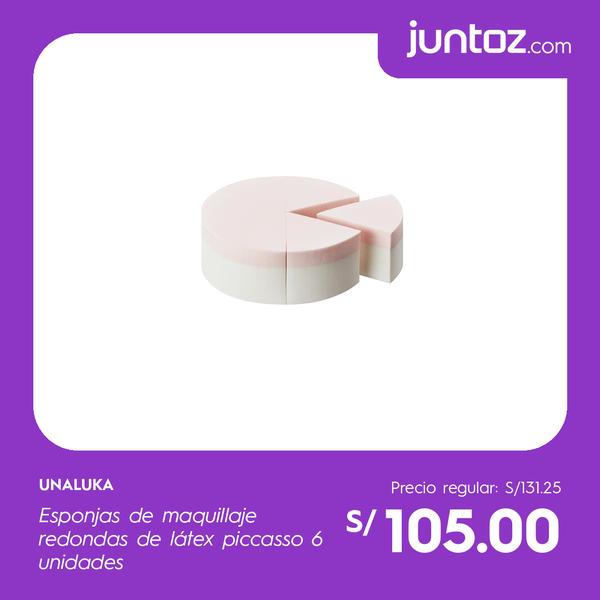 juntoz.com
UNALUKA
Esponjas de maquillaje
redondas de látex piccasso 6
unidades
Precio regular: S/131.25
S/105.00